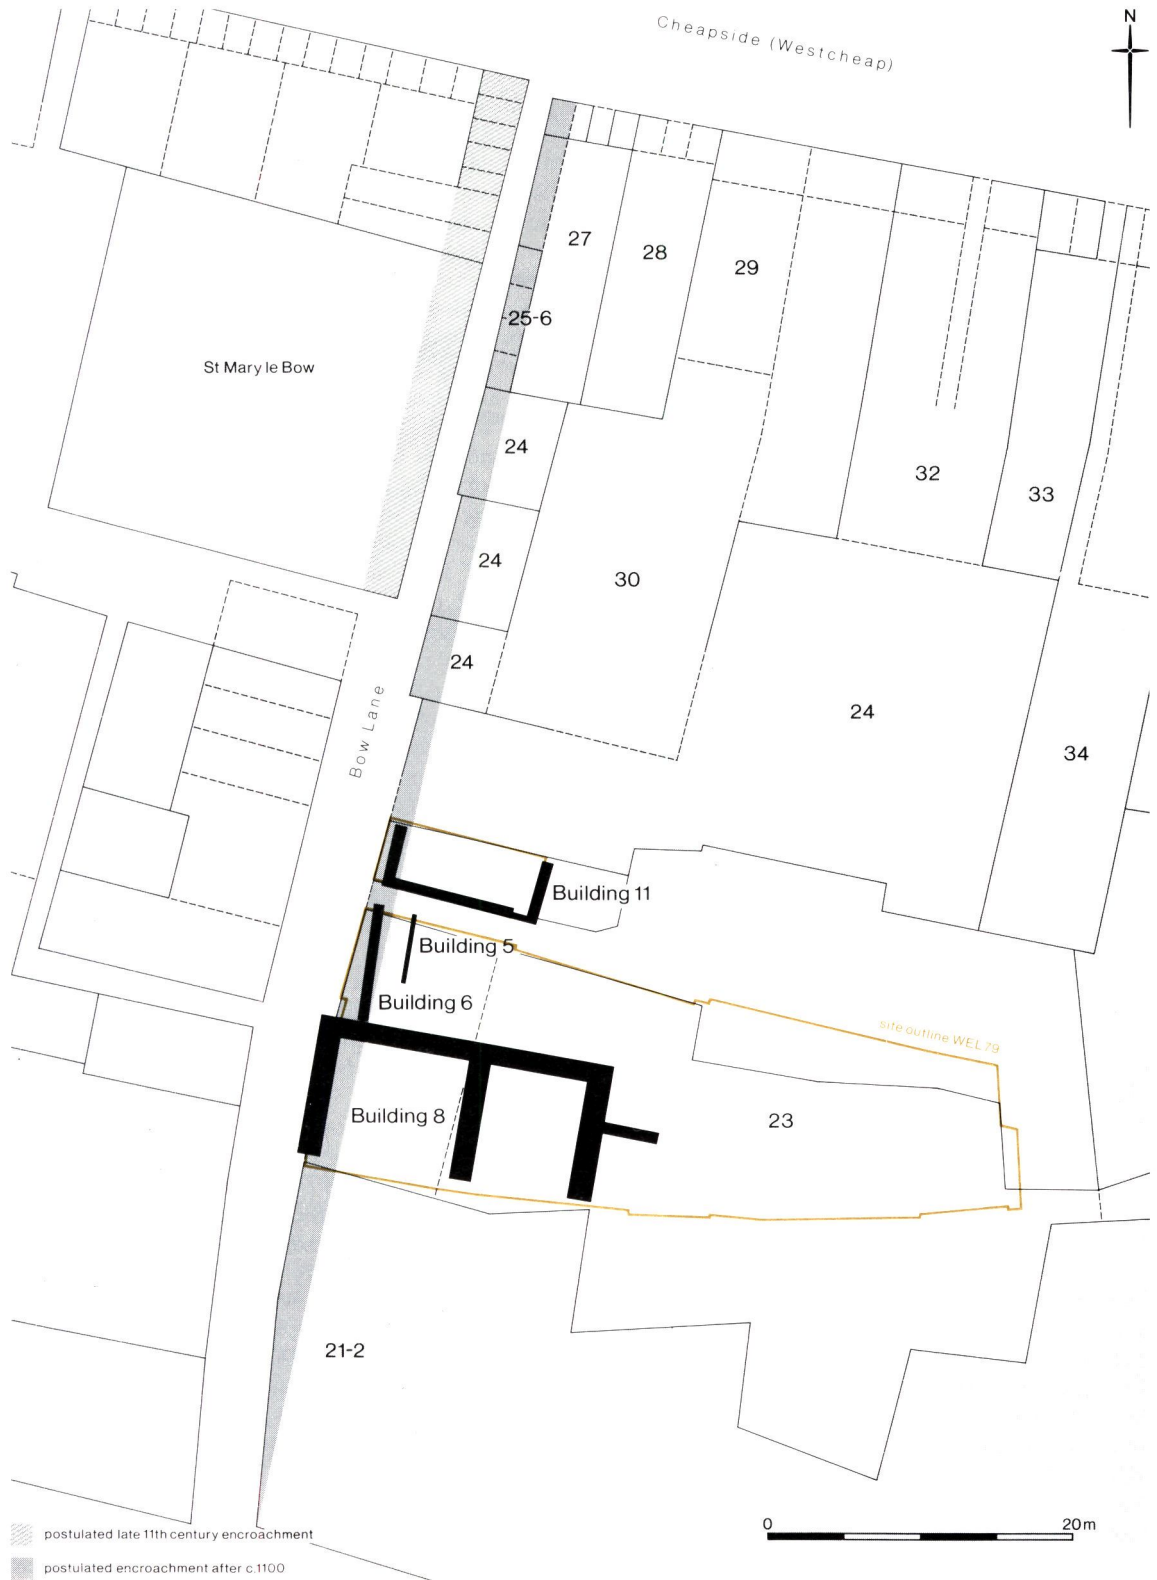 Cheapside (Westcheap)
N
27
28
29
25-6
St Mary le Bow
24
32
33
24
30
24
24
34
Bow Lane
Building 11
Building 5
Building 6
site outline WEL79
Building 8
23
21-2
0 20m
postulated late 11th century encroachment
postulated encroachment after c.1100